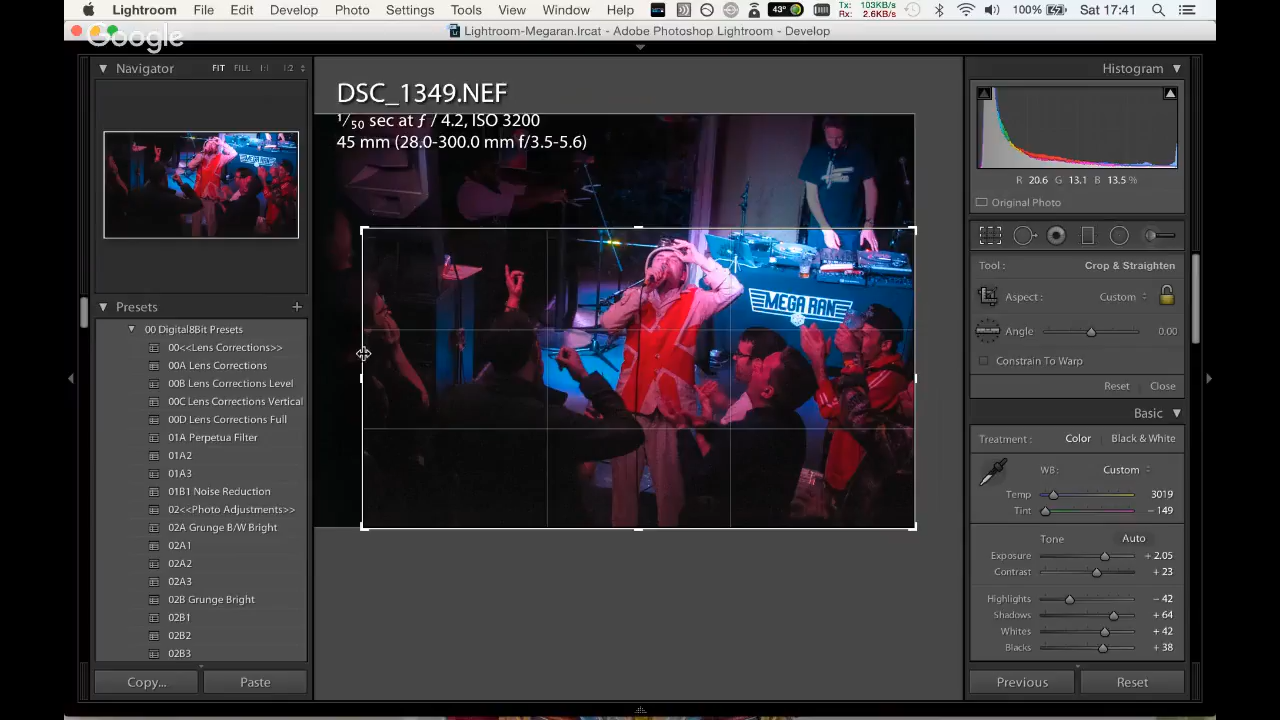 Lightroom File Edit Develop Photo Settings Tools View Window Help 43° Tx: 103KB/s Rx: 2.6KB/s 100% Sat 17:41
Google
Lightroom-Megaran.lrcat - Adobe Photoshop Lightroom - Develop
Navigator FIT FILL 1:1 1:2
Presets +
00 Digital8Bit Presets
00<<Lens Corrections>>
00A Lens Corrections
00B Lens Corrections Level
00C Lens Corrections Vertical
00D Lens Corrections Full
01A Perpetua Filter
01A2
01A3
01B1 Noise Reduction
02<<Photo Adjustments>>
02A Grunge B/W Bright
02A1
02A2
02A3
02B Grunge Bright
02B1
02B2
02B3
Copy... Paste
DSC_1349.NEF
1/50 sec at ƒ / 4.2, ISO 3200
45 mm (28.0-300.0 mm f/3.5-5.6)
MEGA RAN
Histogram
R 20.6 G 13.1 B 13.5 %
Original Photo
Tool : Crop & Straighten
Aspect : Custom
Angle 0.00
Constrain To Warp
Reset Close
Basic
Treatment : Color Black & White
WB: Custom
Temp 3019
Tint – 149
Tone Auto
Exposure + 2.05
Contrast + 23
Highlights – 42
Shadows + 64
Whites + 42
Blacks + 38
Previous Reset